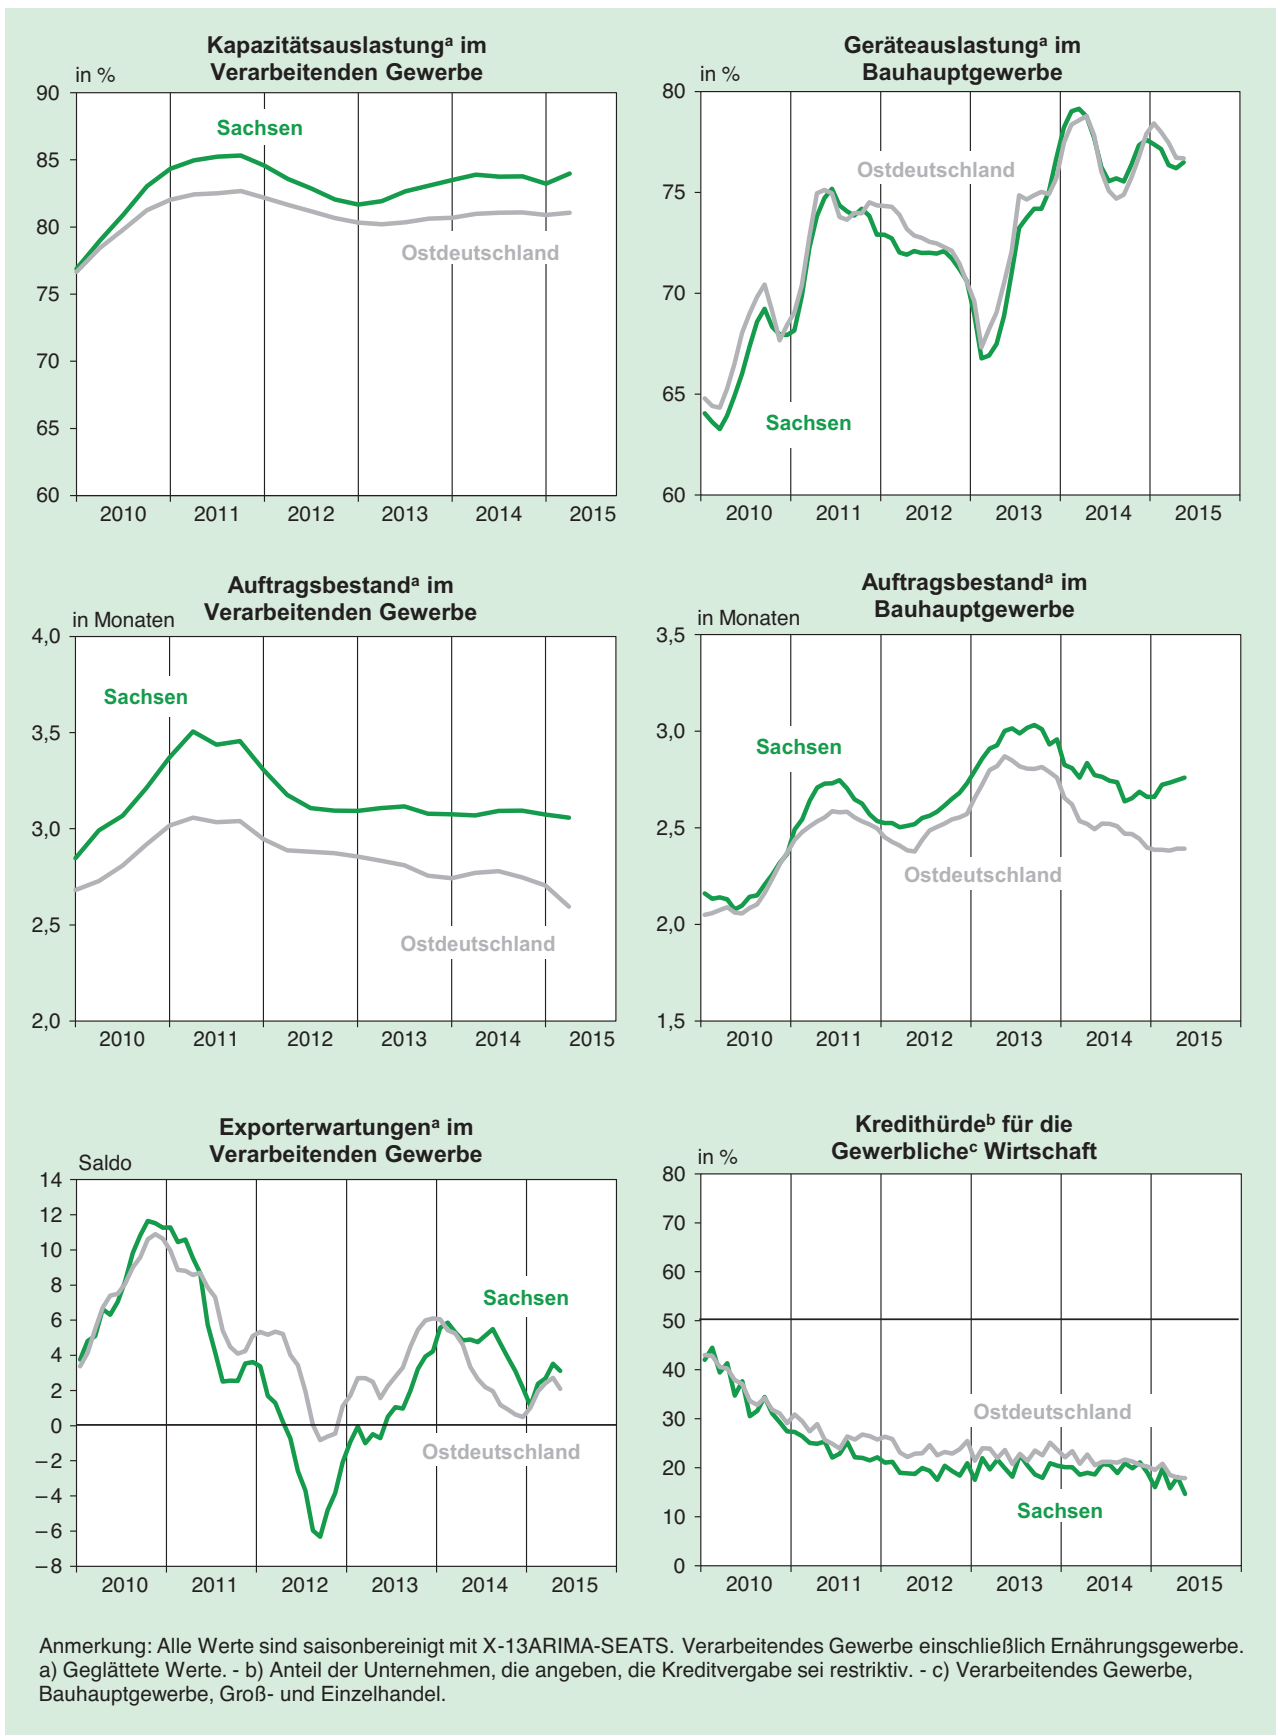 Kapazitätsauslastungᵃ im
Verarbeitenden Gewerbe
in %
90
85
80
75
70
65
60
Sachsen
Ostdeutschland
2010 2011 2012 2013 2014 2015
Geräteauslastungᵃ im
Bauhauptgewerbe
in %
80
75
70
65
60
Ostdeutschland
Sachsen
2010 2011 2012 2013 2014 2015
Auftragsbestandᵃ im
Verarbeitenden Gewerbe
in Monaten
4,0
3,5
3,0
2,5
2,0
Sachsen
Ostdeutschland
2010 2011 2012 2013 2014 2015
Auftragsbestandᵃ im
Bauhauptgewerbe
in Monaten
3,5
3,0
2,5
2,0
1,5
Sachsen
Ostdeutschland
2010 2011 2012 2013 2014 2015
Exporterwartungenᵃ im
Verarbeitenden Gewerbe
Saldo
14
12
10
8
6
4
2
0
−2
−4
−6
−8
Sachsen
Ostdeutschland
2010 2011 2012 2013 2014 2015
Kredithürdeᵇ für die
Gewerblicheᶜ Wirtschaft
in %
80
70
60
50
40
30
20
10
0
Ostdeutschland
Sachsen
2010 2011 2012 2013 2014 2015
Anmerkung: Alle Werte sind saisonbereinigt mit X-13ARIMA-SEATS. Verarbeitendes Gewerbe einschließlich Ernährungsgewerbe.
a) Geglättete Werte. - b) Anteil der Unternehmen, die angeben, die Kreditvergabe sei restriktiv. - c) Verarbeitendes Gewerbe,
Bauhauptgewerbe, Groß- und Einzelhandel.